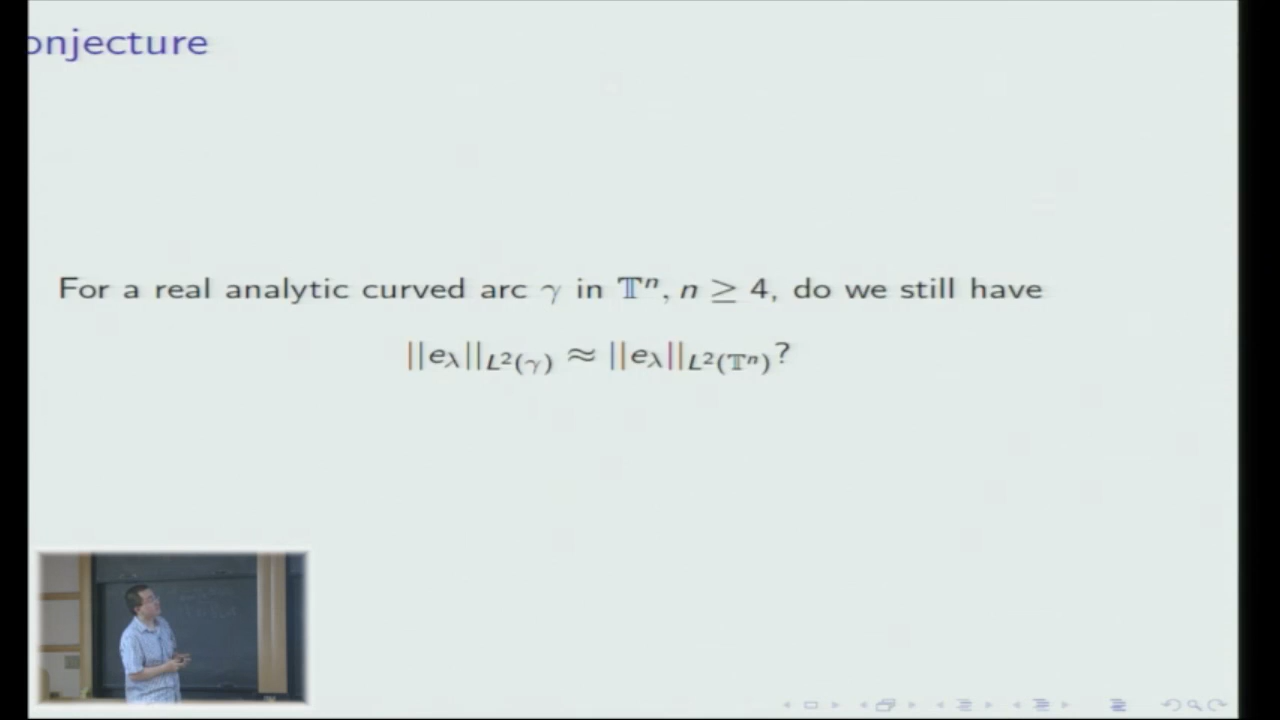 onjecture
For a real analytic curved arc γ in 𝕋ⁿ, n ≥ 4, do we still have
||e_λ||_{L²(γ)} ≈ ||e_λ||_{L²(𝕋ⁿ)}?